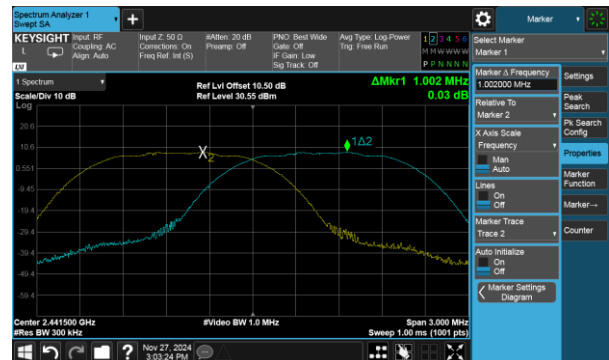 Spectrum Analyzer 1
Swept SA
+
Marker
KEYSIGHT
L
Input: RF
Coupling: AC
Align: Auto
Input Z: 50 Ω
Corrections: On
Freq Ref: Int (S)
#Atten: 20 dB
Preamp: Off
PNO: Best Wide
Gate: Off
IF Gain: Low
Sig Track: Off
Avg Type: Log-Power
Trig: Free Run
1 2 3 4 5 6
M M W W W W
P P N N N N
Select Marker
Marker 1
LW
1 Spectrum
Scale/Div 10 dB
Log
Ref Lvl Offset 10.50 dB
Ref Level 30.55 dBm
ΔMkr1 1.002 MHz
0.03 dB
20.6
10.6
0.551
-9.45
-19.4
-29.4
-39.4
-49.4
-59.4
X2
1Δ2
Center 2.441500 GHz
#Res BW 300 kHz
#Video BW 1.0 MHz
Span 3.000 MHz
Sweep 1.00 ms (1001 pts)
Marker Δ Frequency
1.002000 MHz
Relative To
Marker 2
X Axis Scale
Frequency
Man
Auto
Lines
On
Off
Marker Trace
Trace 2
Auto Initialize
On
Off
Marker Settings
Diagram
Settings
Peak
Search
Pk Search
Config
Properties
Marker
Function
Marker→
Counter
?
Nov 27, 2024
3:03:24 PM